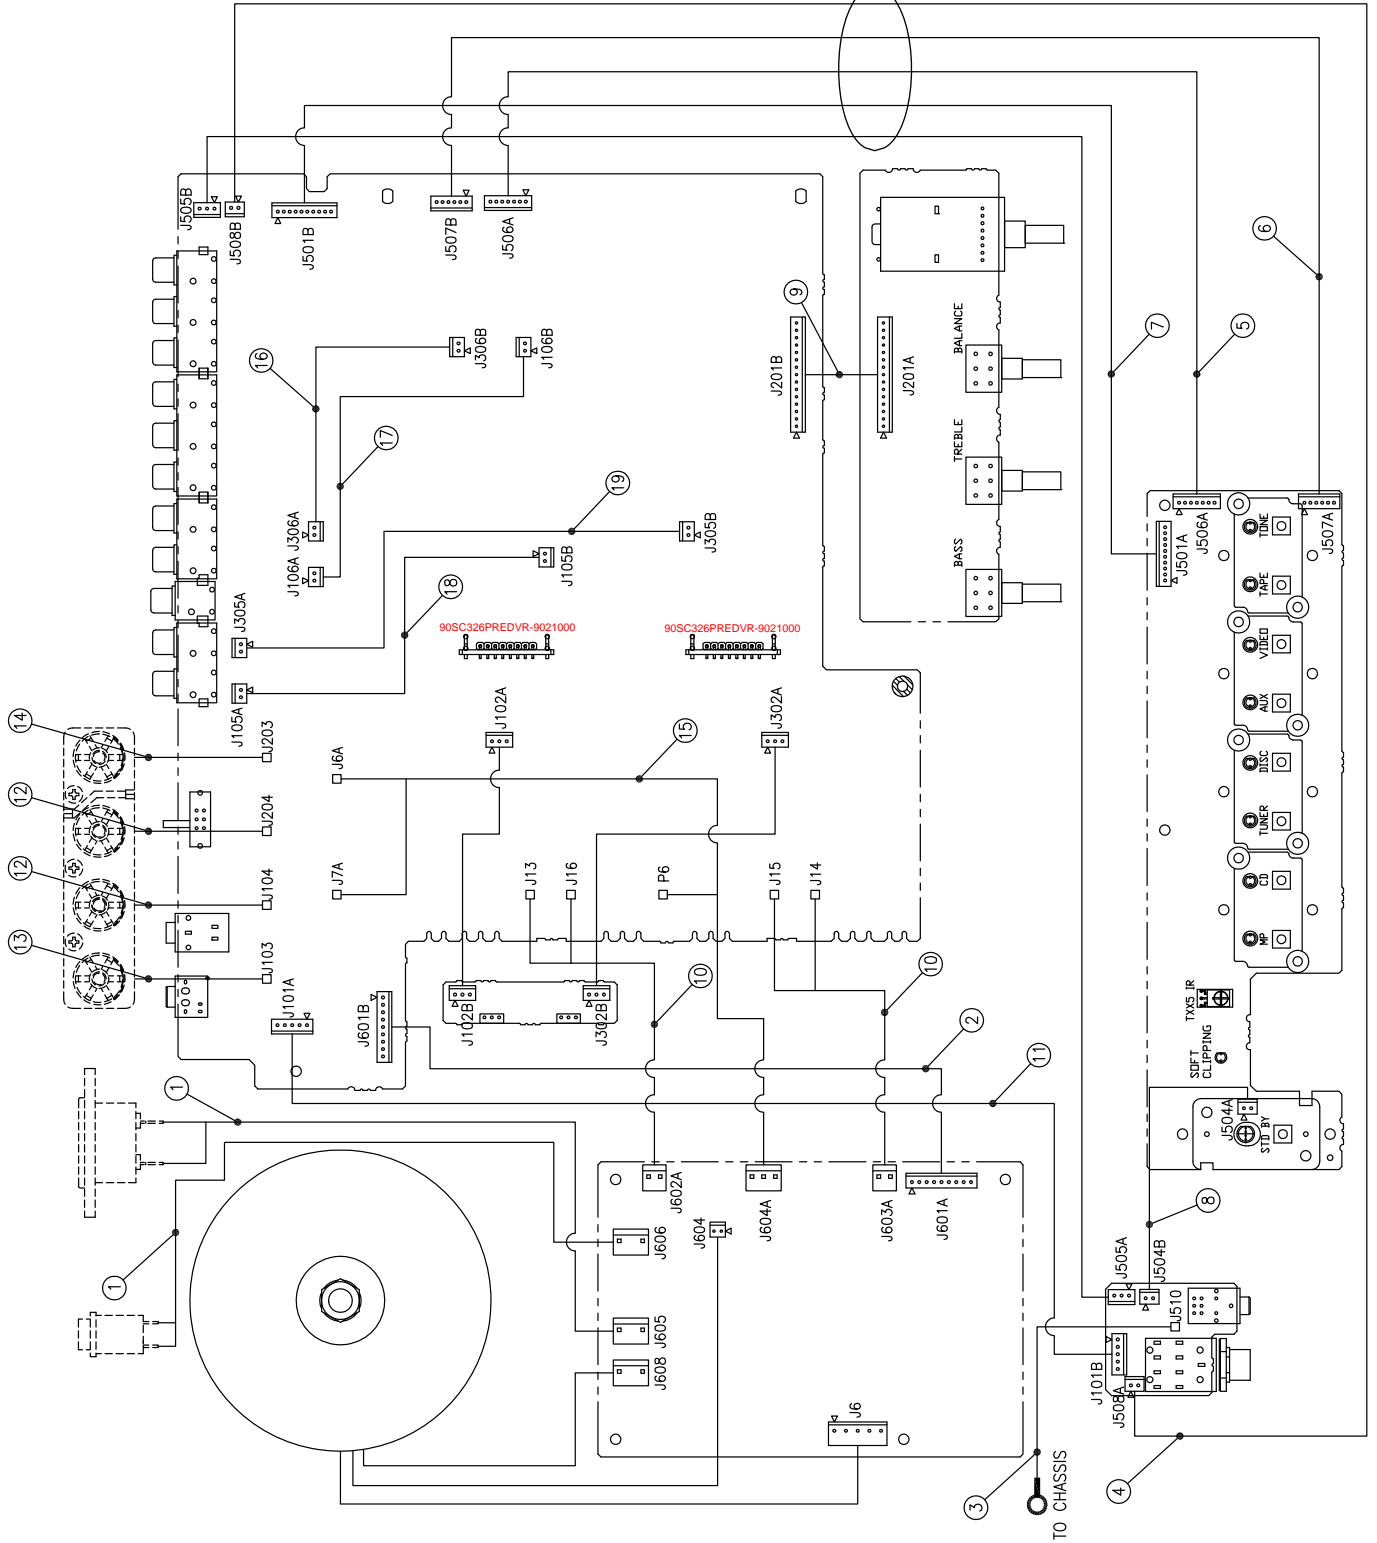 J505B
J508B
J501B
J507B
J506A
16
J306B
J106B
17
J306A
J106A
19
J305B
J105B
18
J305A
J105A
9
J201B
J201A
BALANCE
TREBLE
BASS
6
7
5
90SC326PREDVR-9021000
90SC326PREDVR-9021000
14
12
12
13
J203
J204
J104
J103
J6A
J7A
J102A
J302A
15
J13
J16
P6
J15
J14
J101A
J601B
J102B
J302B
10
10
2
11
1
1
J602A
J604A
J603A
J601A
J606
J604
J605
J608
J6
3
TO CHASSIS
4
8
J505A
J504B
J510
J101B
J508A
J504A
STD BY
SOFT
CLIPPING
TXX5 IR
MP
CD
TUNER
DISC
AUX
VIDEO
TAPE
TONE
J501A
J506A
J507A